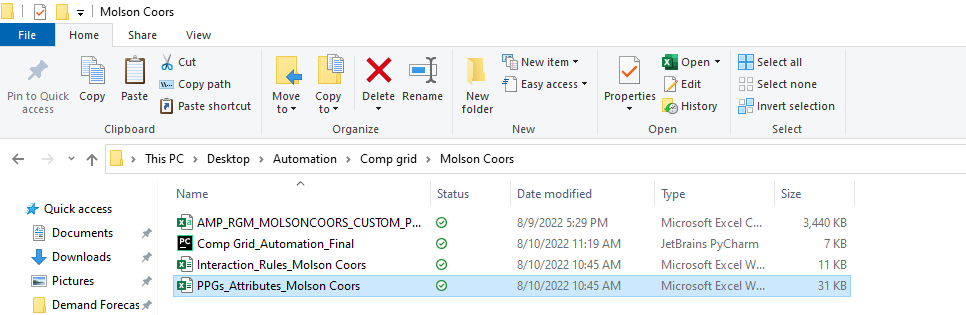 Molson Coors
File Home Share View
Pin to Quick access
Copy
Paste
Cut
Copy path
Paste shortcut
Clipboard
Move to
Copy to
Delete
Rename
Organize
New folder
New item
Easy access
New
Properties
Open
Edit
History
Open
Select all
Select none
Invert selection
Select
This PC > Desktop > Automation > Comp grid > Molson Coors
Quick access
Documents
Downloads
Pictures
Demand Forecas
Name Status Date modified Type Size
AMP_RGM_MOLSONCOORS_CUSTOM_P... 8/9/2022 5:29 PM Microsoft Excel C... 3,440 KB
PC Comp Grid_Automation_Final 8/10/2022 11:19 AM JetBrains PyCharm 7 KB
Interaction_Rules_Molson Coors 8/10/2022 10:45 AM Microsoft Excel W... 11 KB
PPGs_Attributes_Molson Coors 8/10/2022 10:45 AM Microsoft Excel W... 31 KB